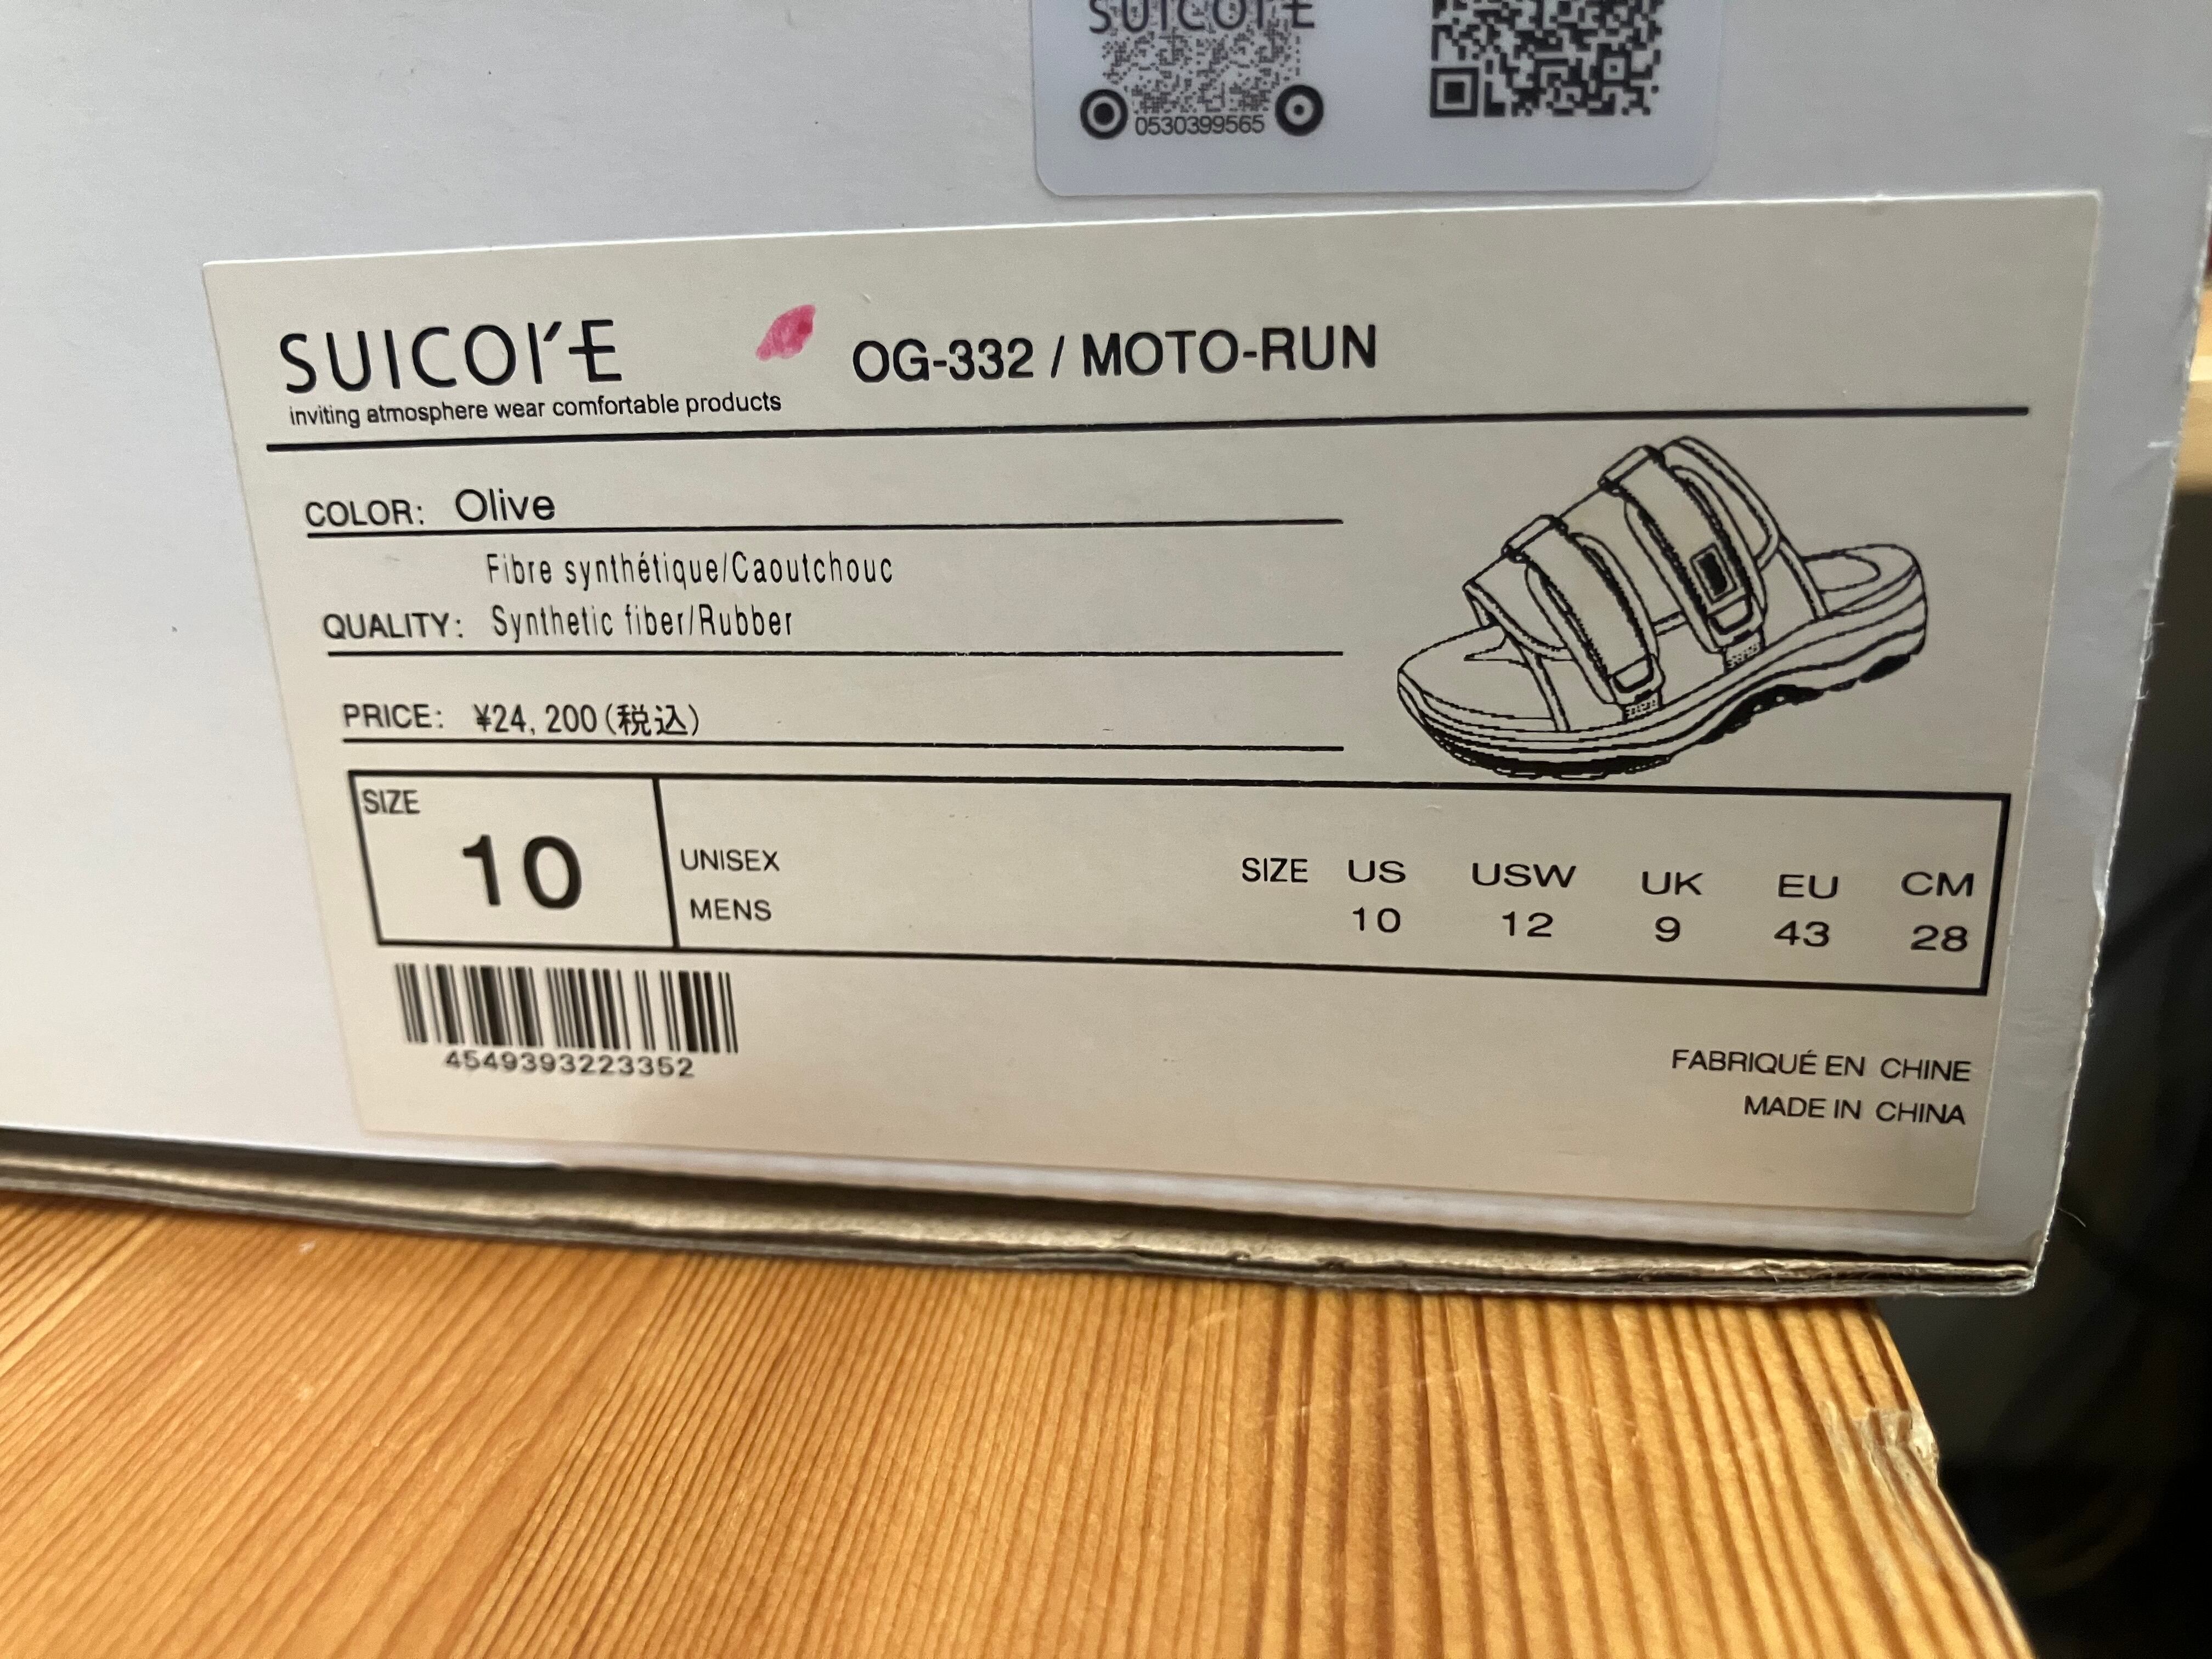 SUICOKE
0530399565
SUICOKE
OG-332 / MOTO-RUN
inviting atmosphere wear comfortable products
COLOR: Olive
Fibre synthétique/Caoutchouc
QUALITY: Synthetic fiber/Rubber
PRICE: ¥24,200(税込)
SIZE
10
UNISEX
MENS
SIZE US USW UK EU CM
10 12 9 43 28
4549393223352
FABRIQUÉ EN CHINE
MADE IN CHINA